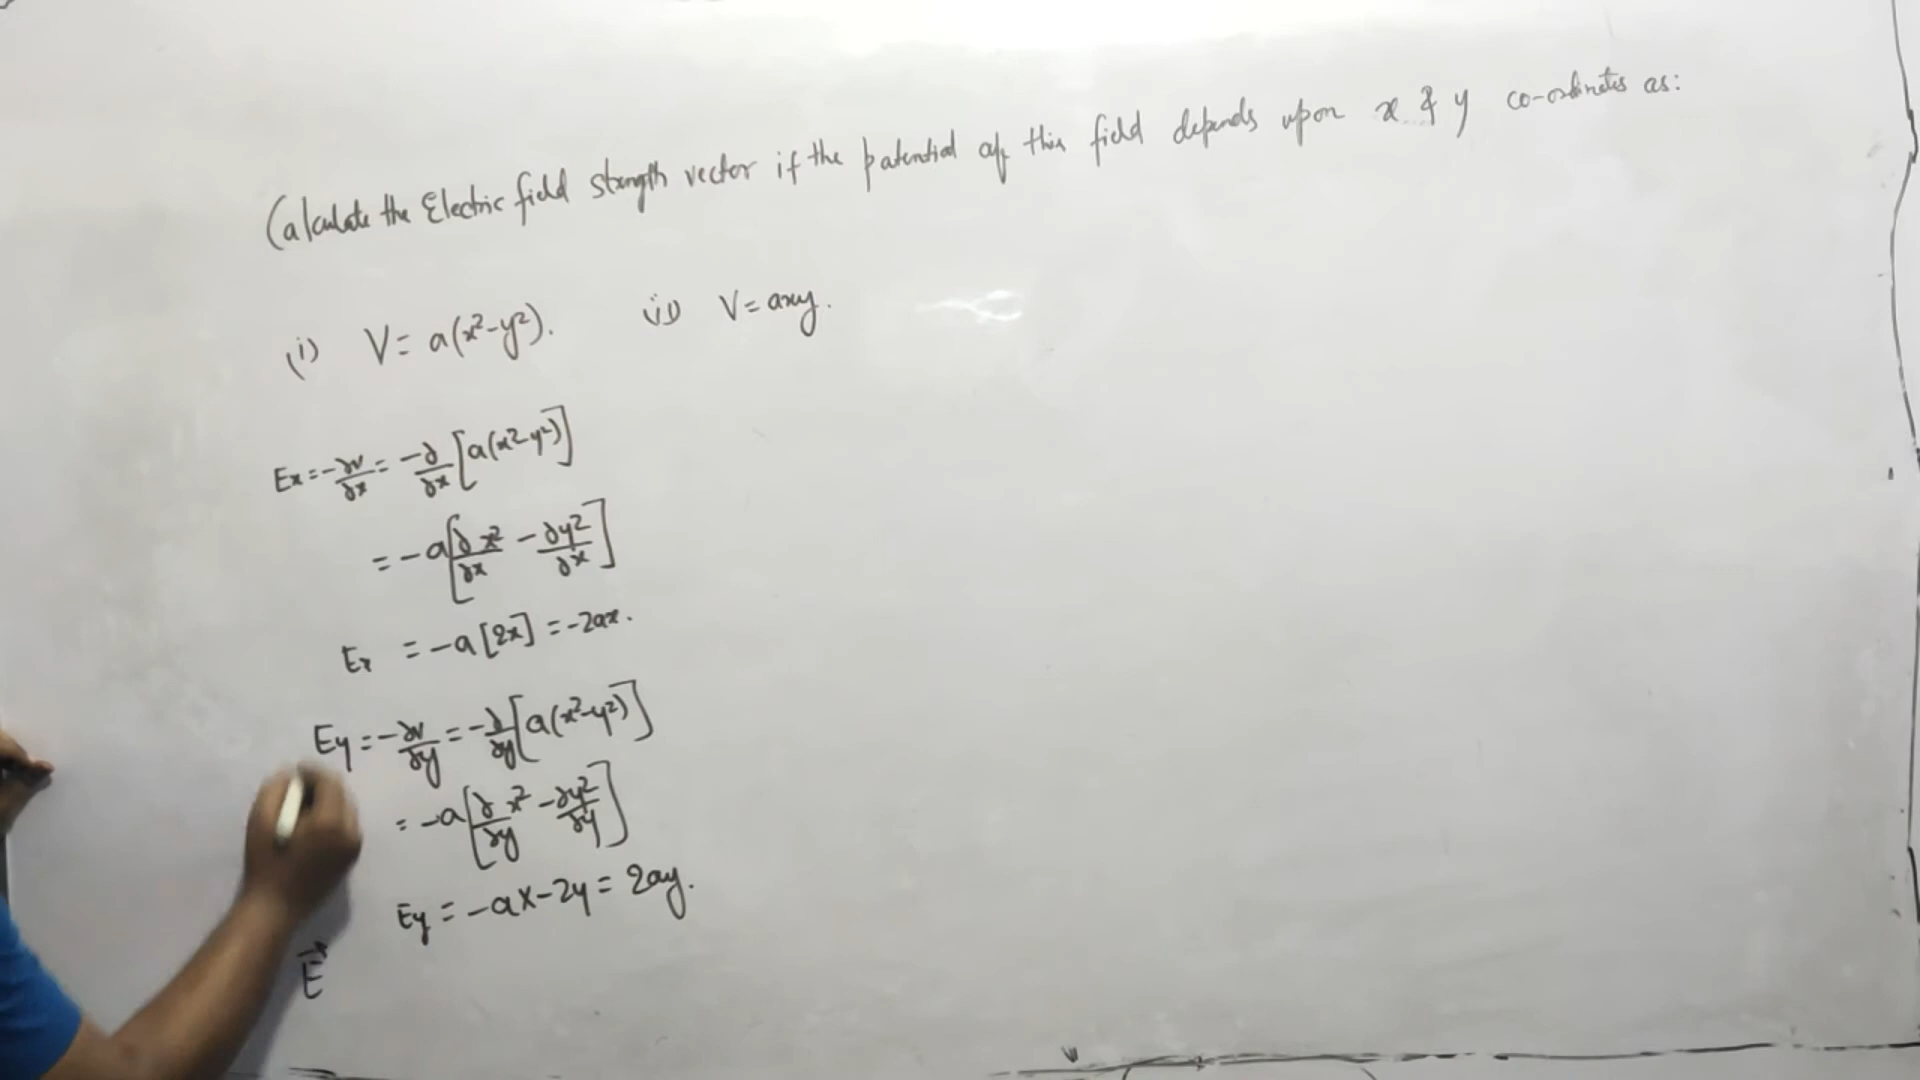 Calculate the Electric field strength vector if the potential of this field depends upon x & y co-ordinates as:
(i) V = a(x²-y²). (ii) V = axy.
Ex = -∂V/∂x = -∂/∂x [a(x²-y²)]
= -a[∂x²/∂x - ∂y²/∂x]
Ex = -a[2x] = -2ax.
Ey = -∂V/∂y = -∂/∂y [a(x²-y²)]
= -a[∂/∂y x² - ∂y²/∂y]
Ey = -a×-2y = 2ay.
E⃗